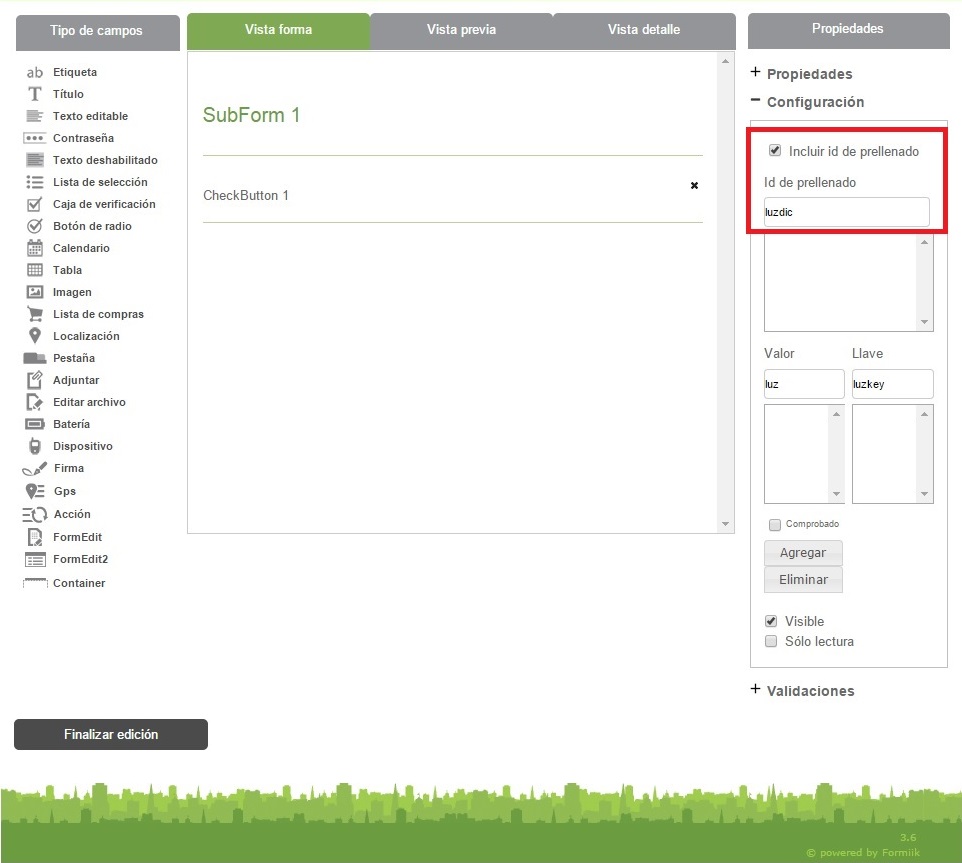 Tipo de campos
Vista forma
Vista previa
Vista detalle
Propiedades
ab Etiqueta
T Título
Texto editable
Contraseña
Texto deshabilitado
Lista de selección
Caja de verificación
Botón de radio
Calendario
Tabla
Imagen
Lista de compras
Localización
Pestaña
Adjuntar
Editar archivo
Batería
Dispositivo
Firma
Gps
Acción
FormEdit
FormEdit2
Container
Finalizar edición
SubForm 1
CheckButton 1
+ Propiedades
− Configuración
Incluir id de prellenado
Id de prellenado
luzdic
Valor Llave
luz luzkey
Comprobado
Agregar
Eliminar
Visible
Sólo lectura
+ Validaciones
3.6
© powered by Formiik